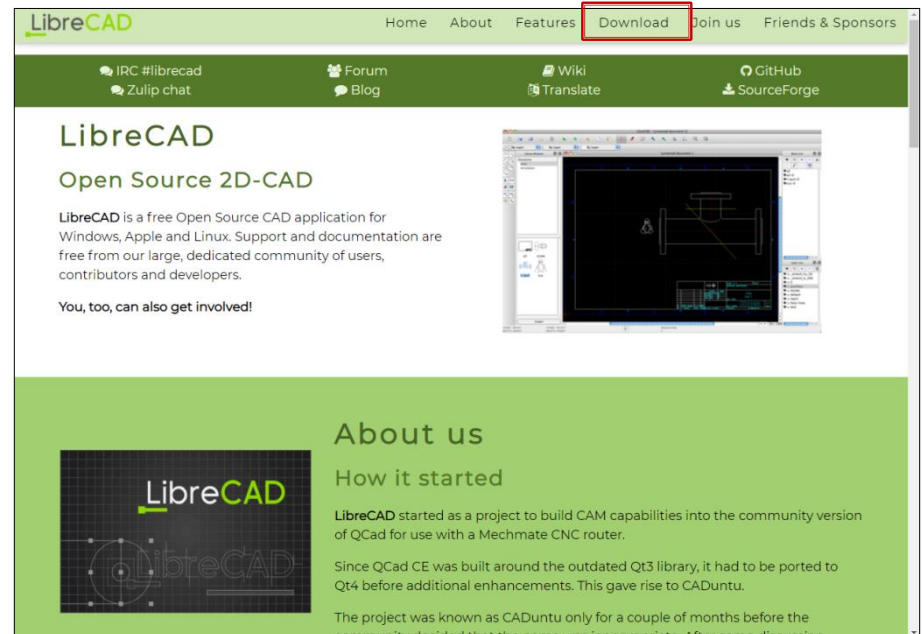 LibreCAD
Home About Features Download Join us Friends & Sponsors
IRC #librecad Forum Wiki GitHub
Zulip chat Blog Translate SourceForge
LibreCAD
Open Source 2D-CAD
LibreCAD is a free Open Source CAD application for
Windows, Apple and Linux. Support and documentation are
free from our large, dedicated community of users,
contributors and developers.
You, too, can also get involved!
About us
How it started
LibreCAD
LibreCAD
LibreCAD started as a project to build CAM capabilities into the community version
of QCad for use with a Mechmate CNC router.
Since QCad CE was built around the outdated Qt3 library, it had to be ported to
Qt4 before additional enhancements. This gave rise to CADuntu.
The project was known as CADuntu only for a couple of months before the